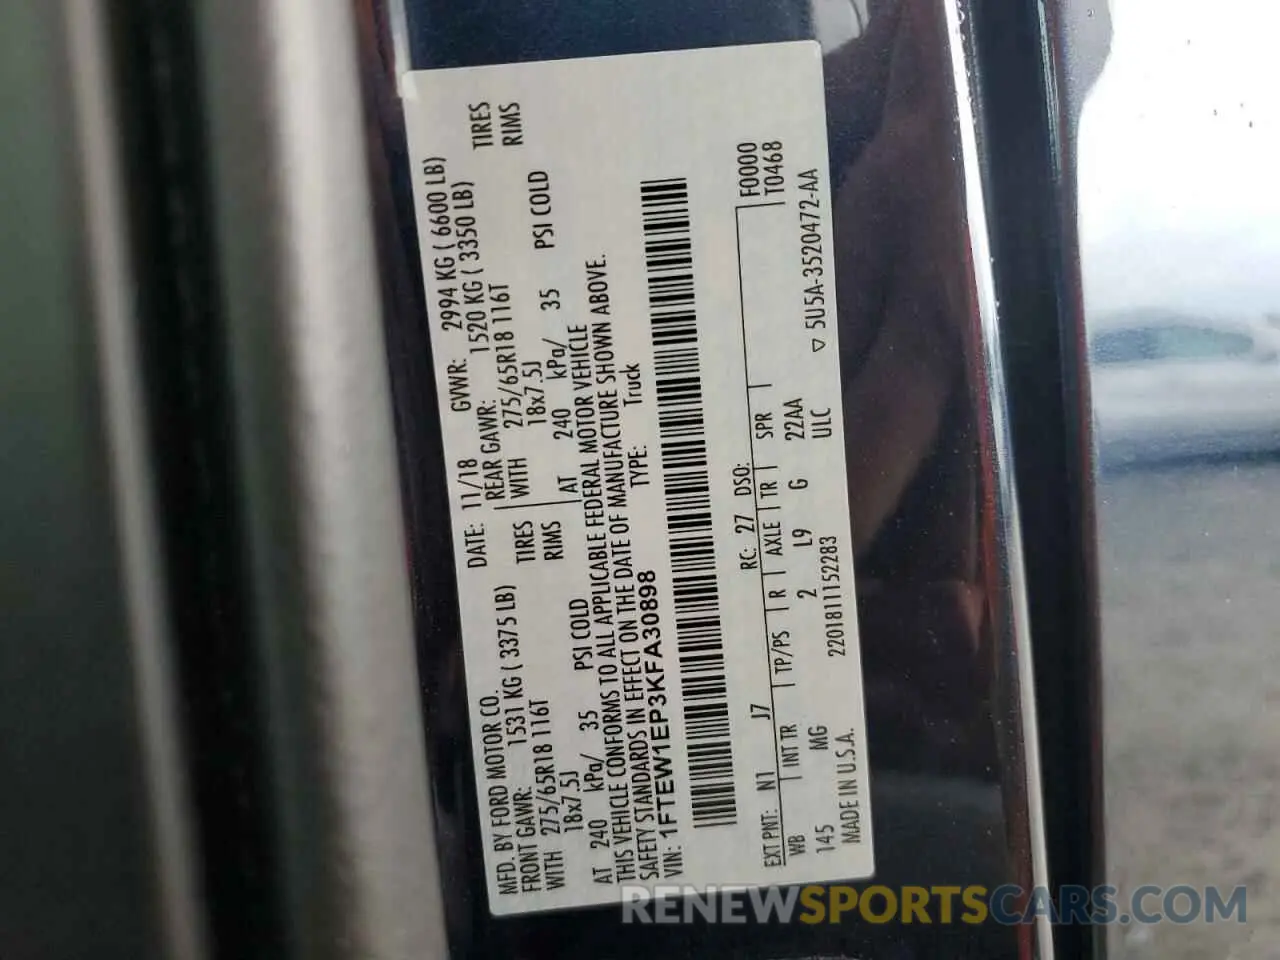 MFD. BY FORD MOTOR CO.
DATE: 11/18 GVWR: 2994 KG ( 6600 LB)
FRONT GAWR: 1531 KG ( 3375 LB) REAR GAWR: 1520 KG ( 3350 LB)
WITH 275/65R18 116T TIRES WITH 275/65R18 116T TIRES
18x7.5J RIMS 18x7.5J RIMS
AT 240 kPa/ 35 PSI COLD AT 240 kPa/ 35 PSI COLD
THIS VEHICLE CONFORMS TO ALL APPLICABLE FEDERAL MOTOR VEHICLE
SAFETY STANDARDS IN EFFECT ON THE DATE OF MANUFACTURE SHOWN ABOVE.
VIN: 1FTEW1EP3KFA30898 TYPE: Truck
EXT PNT: N1 J7 RC: 27 DSO: F0000
WB INT TR TP/PS R AXLE TR SPR T0468
145 MG 2 L9 G 22AA
ULC
MADE IN U.S.A. 2201811152283 ▽ 5U5A-3520472-AA
RENEWSPORTSCARS.COM